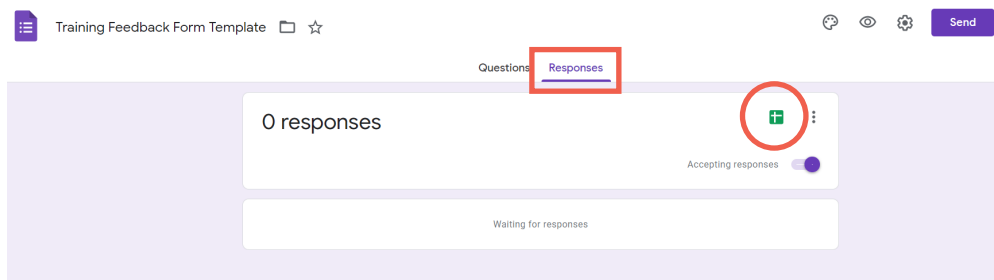 Training Feedback Form Template
Send
Questions Responses
0 responses
Accepting responses
Waiting for responses